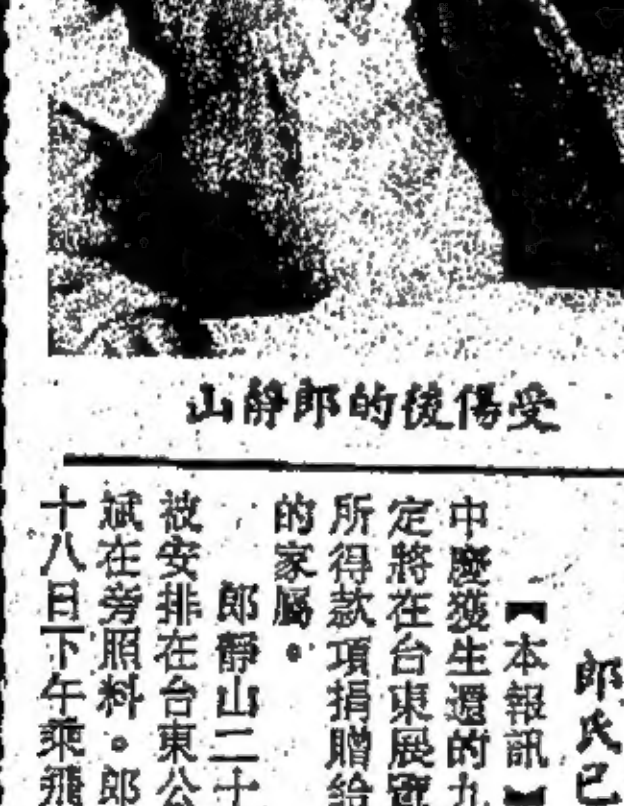 受傷後的郎靜山
郎氏已
【本報訊】
中慶獲生還的九
定將在台東展覽
所得款項捐贈給
的家屬。
郎靜山二十
被安排在台東公
斌在旁照料。郎
十八日下午乘飛